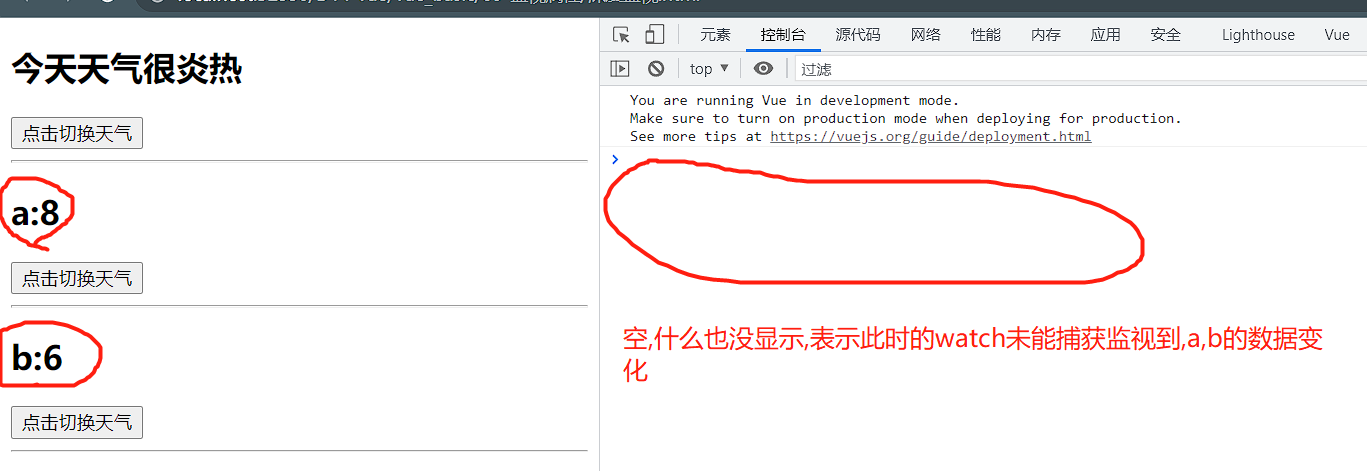 今天天气很炎热
点击切换天气
a:8
点击切换天气
b:6
点击切换天气
元素 控制台 源代码 网络 性能 内存 应用 安全 Lighthouse Vue
top ▼ 过滤
You are running Vue in development mode.
Make sure to turn on production mode when deploying for production.
See more tips at https://vuejs.org/guide/deployment.html
空,什么也没显示,表示此时的watch未能捕获监视到,a,b的数据变
化